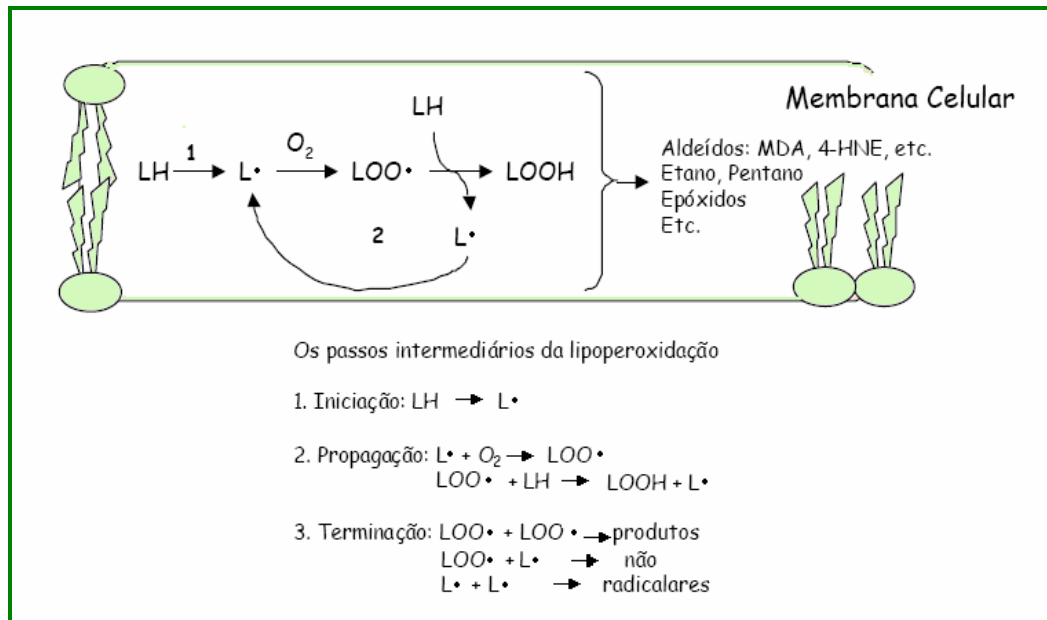 Membrana Celular
LH
1
O₂
LH → L• → LOO• → LOOH
2
L•
→ Aldeídos: MDA, 4-HNE, etc.
Etano, Pentano
Epóxidos
Etc.
Os passos intermediários da lipoperoxidação
1. Iniciação: LH → L•
2. Propagação: L• + O₂ → LOO•
LOO• + LH → LOOH + L•
3. Terminação: LOO• + LOO• → produtos
LOO• + L• → não
L• + L• → radicalares